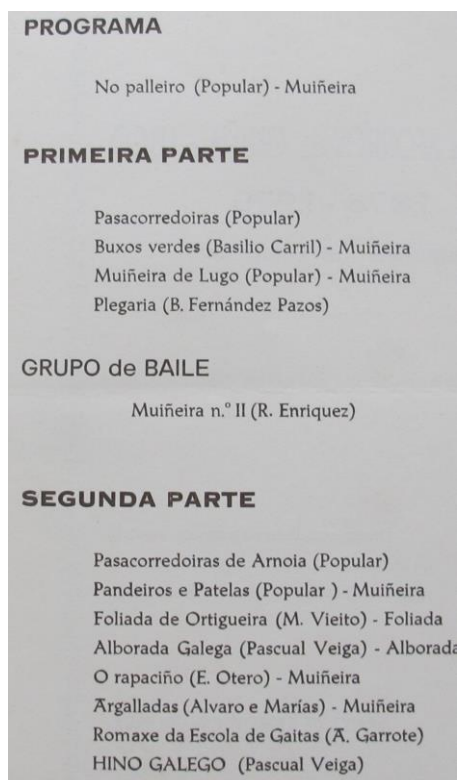 PROGRAMA
No palleiro (Popular) - Muiñeira
PRIMEIRA PARTE
Pasacorredoiras (Popular)
Buxos verdes (Basilio Carril) - Muiñeira
Muiñeira de Lugo (Popular) - Muiñeira
Plegaria (B. Fernández Pazos)
GRUPO de BAILE
Muiñeira n.º II (R. Enriquez)
SEGUNDA PARTE
Pasacorredoiras de Arnoia (Popular)
Pandeiros e Patelas (Popular ) - Muiñeira
Foliada de Ortigueira (M. Vieito) - Foliada
Alborada Galega (Pascual Veiga) - Alborada
O rapaciño (E. Otero) - Muiñeira
Argalladas (Alvaro e Marías) - Muiñeira
Romaxe da Escola de Gaitas (A. Garrote)
HINO GALEGO (Pascual Veiga)